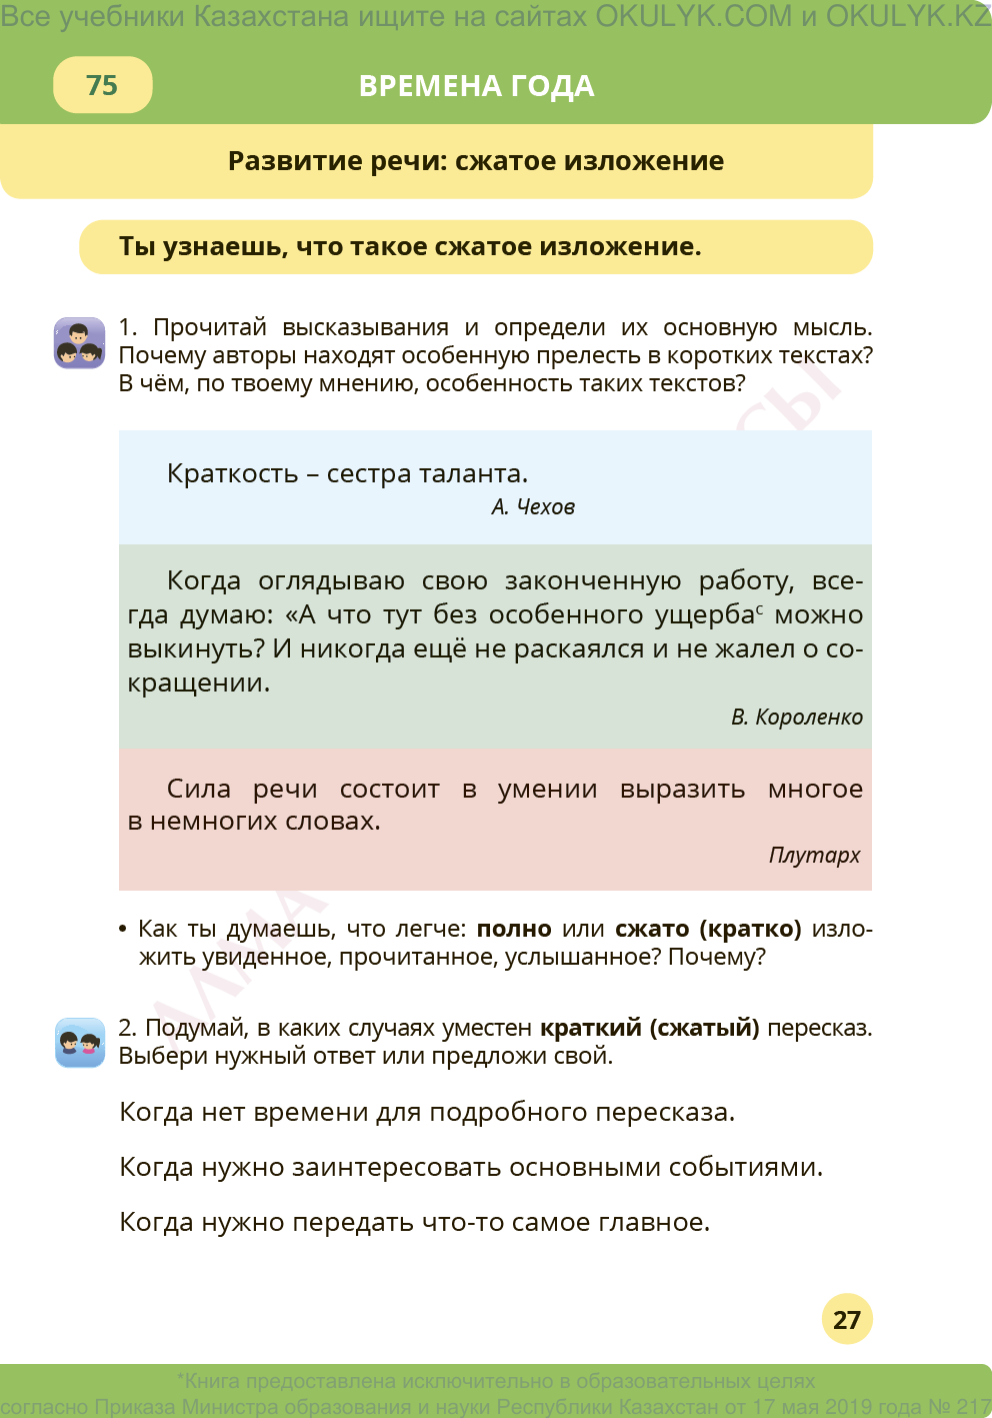 Все учебники Казахстана ищите на сайтах OKULYK.COM и OKULYK.KZ
75
ВРЕМЕНА ГОДА
Развитие речи: сжатое изложение
Ты узнаешь, что такое сжатое изложение.
1. Прочитай высказывания и определи их основную мысль.
Почему авторы находят особенную прелесть в коротких текстах?
В чём, по твоему мнению, особенность таких текстов?
Краткость – сестра таланта.
А. Чехов
Когда оглядываю свою законченную работу, все-
гда думаю: «А что тут без особенного ущербаᶜ можно
выкинуть? И никогда ещё не раскаялся и не жалел о со-
кращении.
В. Короленко
Сила речи состоит в умении выразить многое
в немногих словах.
Плутарх
• Как ты думаешь, что легче: полно или сжато (кратко) изло-
жить увиденное, прочитанное, услышанное? Почему?
2. Подумай, в каких случаях уместен краткий (сжатый) пересказ.
Выбери нужный ответ или предложи свой.
Когда нет времени для подробного пересказа.
Когда нужно заинтересовать основными событиями.
Когда нужно передать что-то самое главное.
27
*Книга предоставлена исключительно в образовательных целях
согласно Приказа Министра образования и науки Республики Казахстан от 17 мая 2019 года № 217